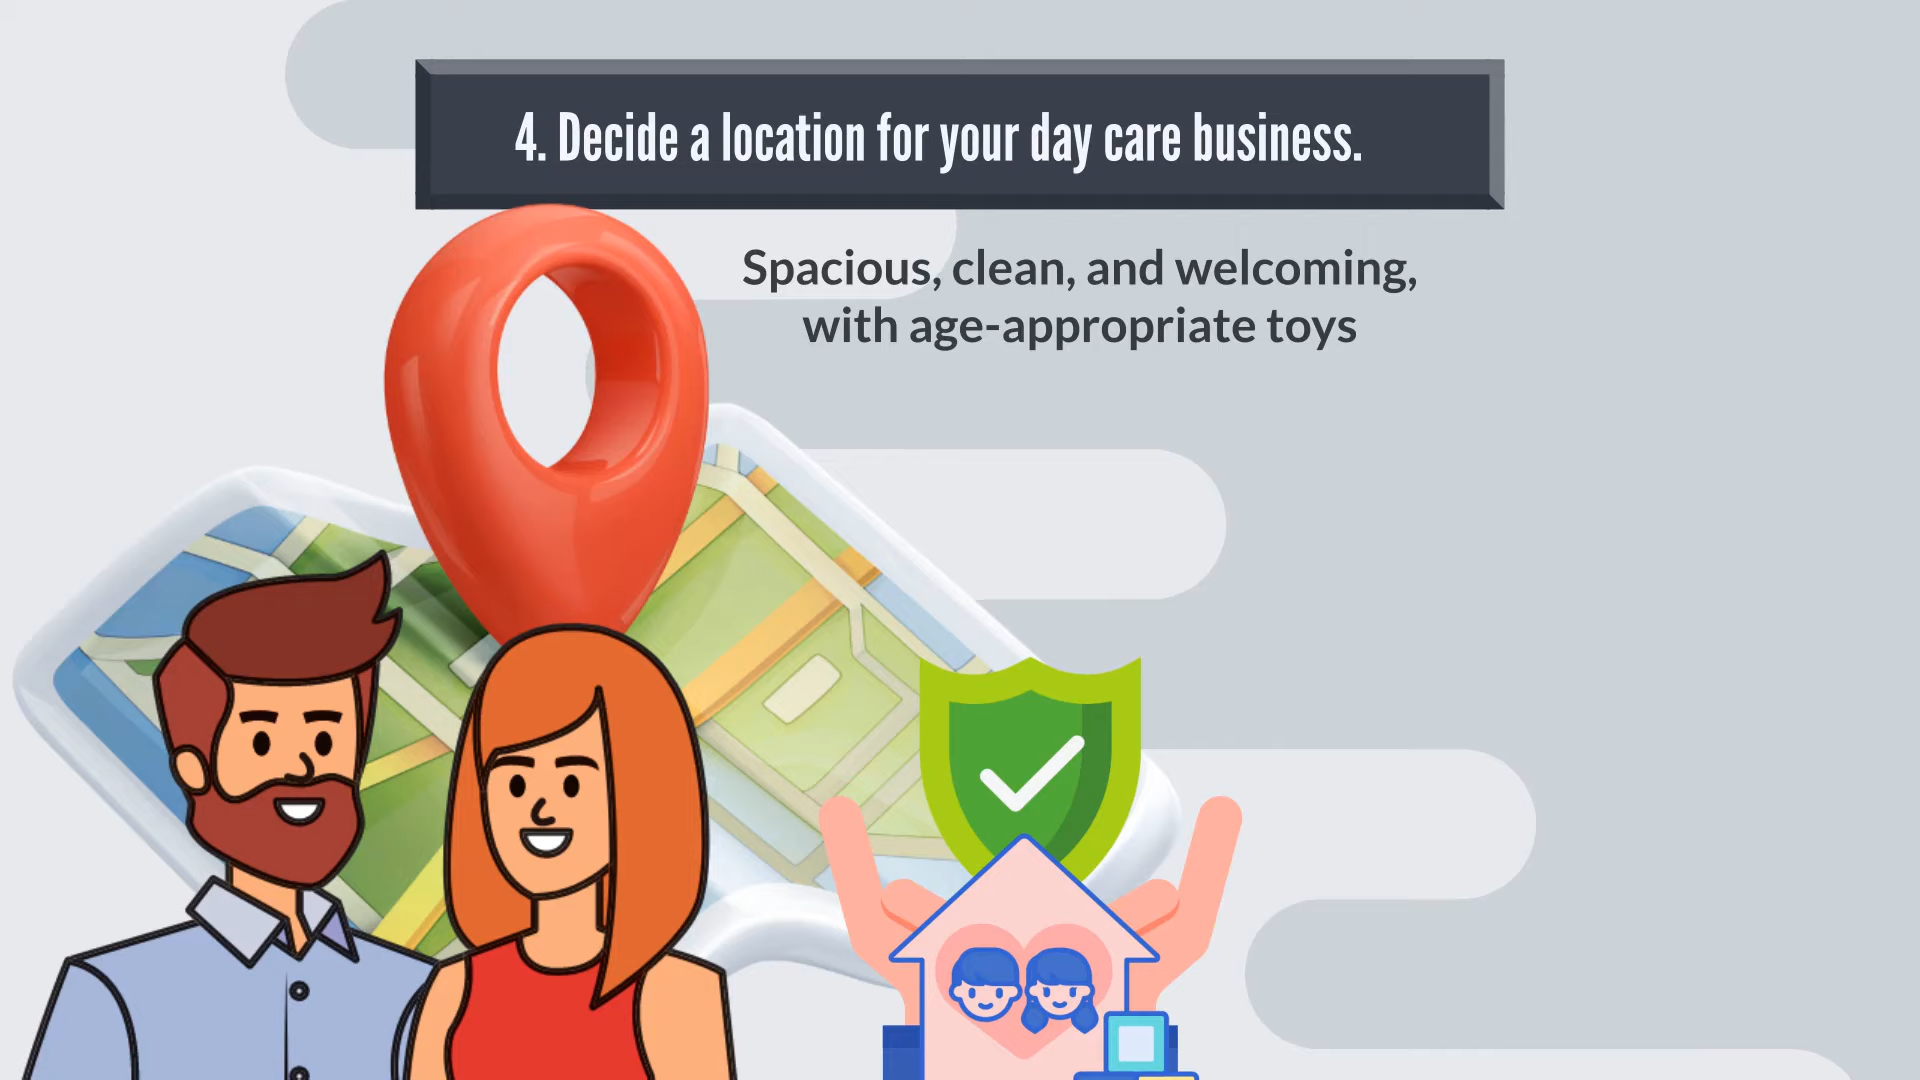 4. Decide a location for your day care business.
Spacious, clean, and welcoming,
with age-appropriate toys